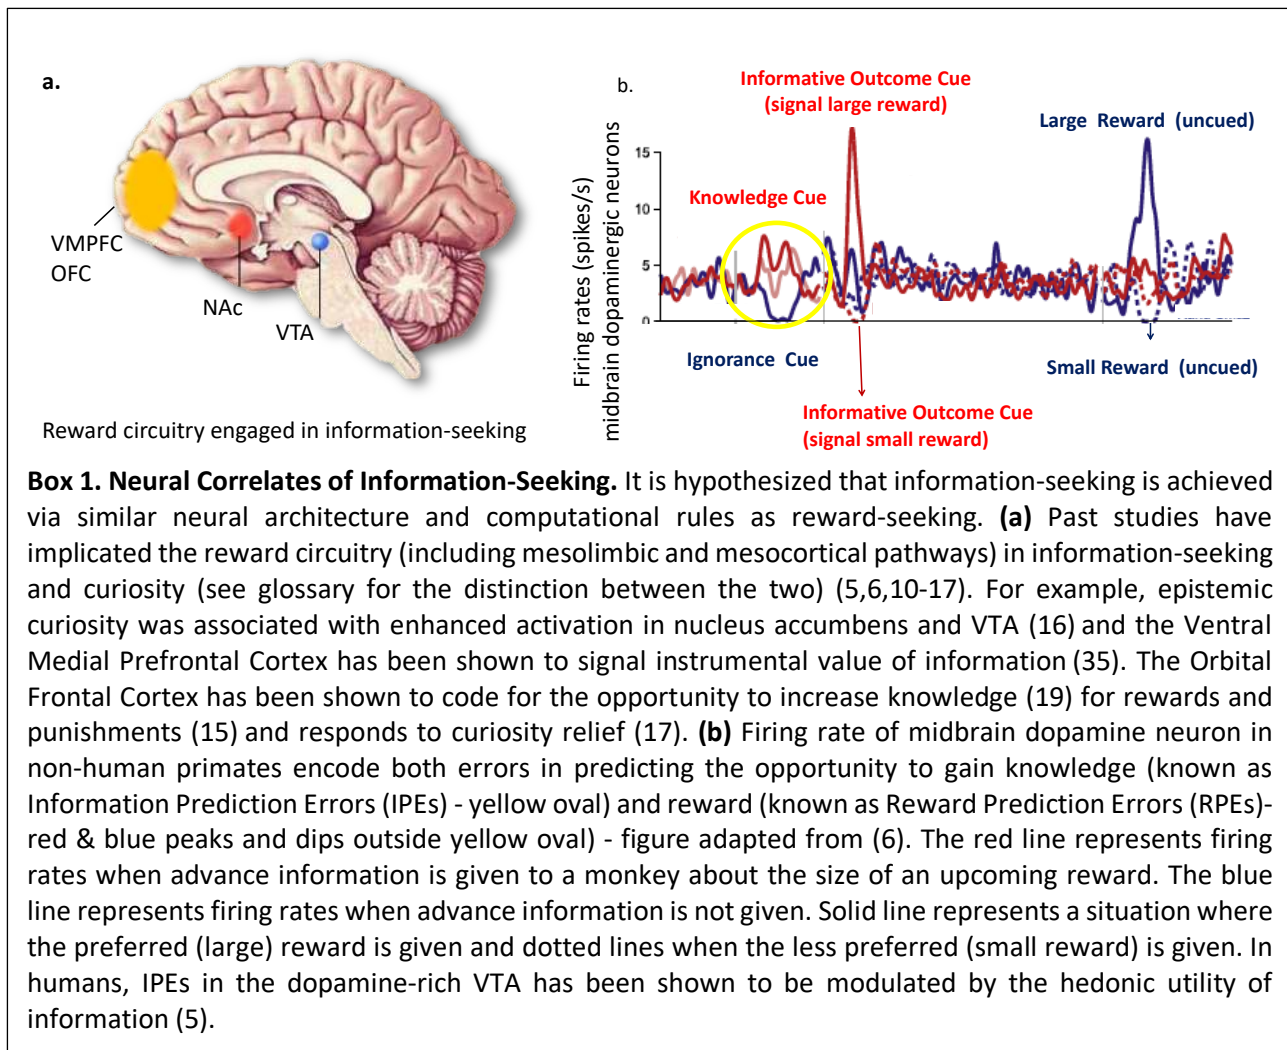 a.
VMPFC
OFC
NAc
VTA
Reward circuitry engaged in information-seeking
b.
Informative Outcome Cue
(signal large reward)
Large Reward (uncued)
Knowledge Cue
Firing rates (spikes/s)
midbrain dopaminergic neurons
15
10
5
0
Ignorance Cue
Small Reward (uncued)
Informative Outcome Cue
(signal small reward)
Box 1. Neural Correlates of Information-Seeking. It is hypothesized that information-seeking is achieved
via similar neural architecture and computational rules as reward-seeking. (a) Past studies have
implicated the reward circuitry (including mesolimbic and mesocortical pathways) in information-seeking
and curiosity (see glossary for the distinction between the two) (5,6,10-17). For example, epistemic
curiosity was associated with enhanced activation in nucleus accumbens and VTA (16) and the Ventral
Medial Prefrontal Cortex has been shown to signal instrumental value of information (35). The Orbital
Frontal Cortex has been shown to code for the opportunity to increase knowledge (19) for rewards and
punishments (15) and responds to curiosity relief (17). (b) Firing rate of midbrain dopamine neuron in
non-human primates encode both errors in predicting the opportunity to gain knowledge (known as
Information Prediction Errors (IPEs) - yellow oval) and reward (known as Reward Prediction Errors (RPEs)-
red & blue peaks and dips outside yellow oval) - figure adapted from (6). The red line represents firing
rates when advance information is given to a monkey about the size of an upcoming reward. The blue
line represents firing rates when advance information is not given. Solid line represents a situation where
the preferred (large) reward is given and dotted lines when the less preferred (small reward) is given. In
humans, IPEs in the dopamine-rich VTA has been shown to be modulated by the hedonic utility of
information (5).